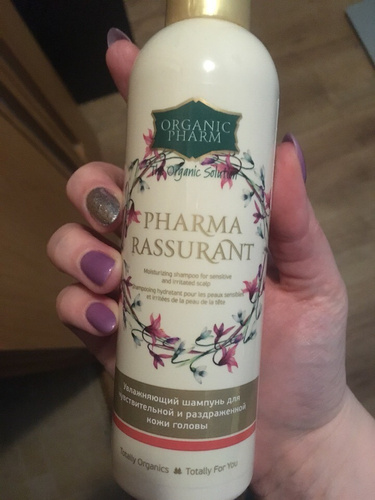 ORGANIC
PHARM
The Organic Solution
PHARMA
RASSURANT
Moisturizing shampoo for sensitive
and irritated scalp
shampooing hydratant pour les peaux sensibles
et irritées de la peau de la tête
Увлажняющий шампунь для
чувствительной и раздраженной
кожи головы
Totally Organics Totally For You